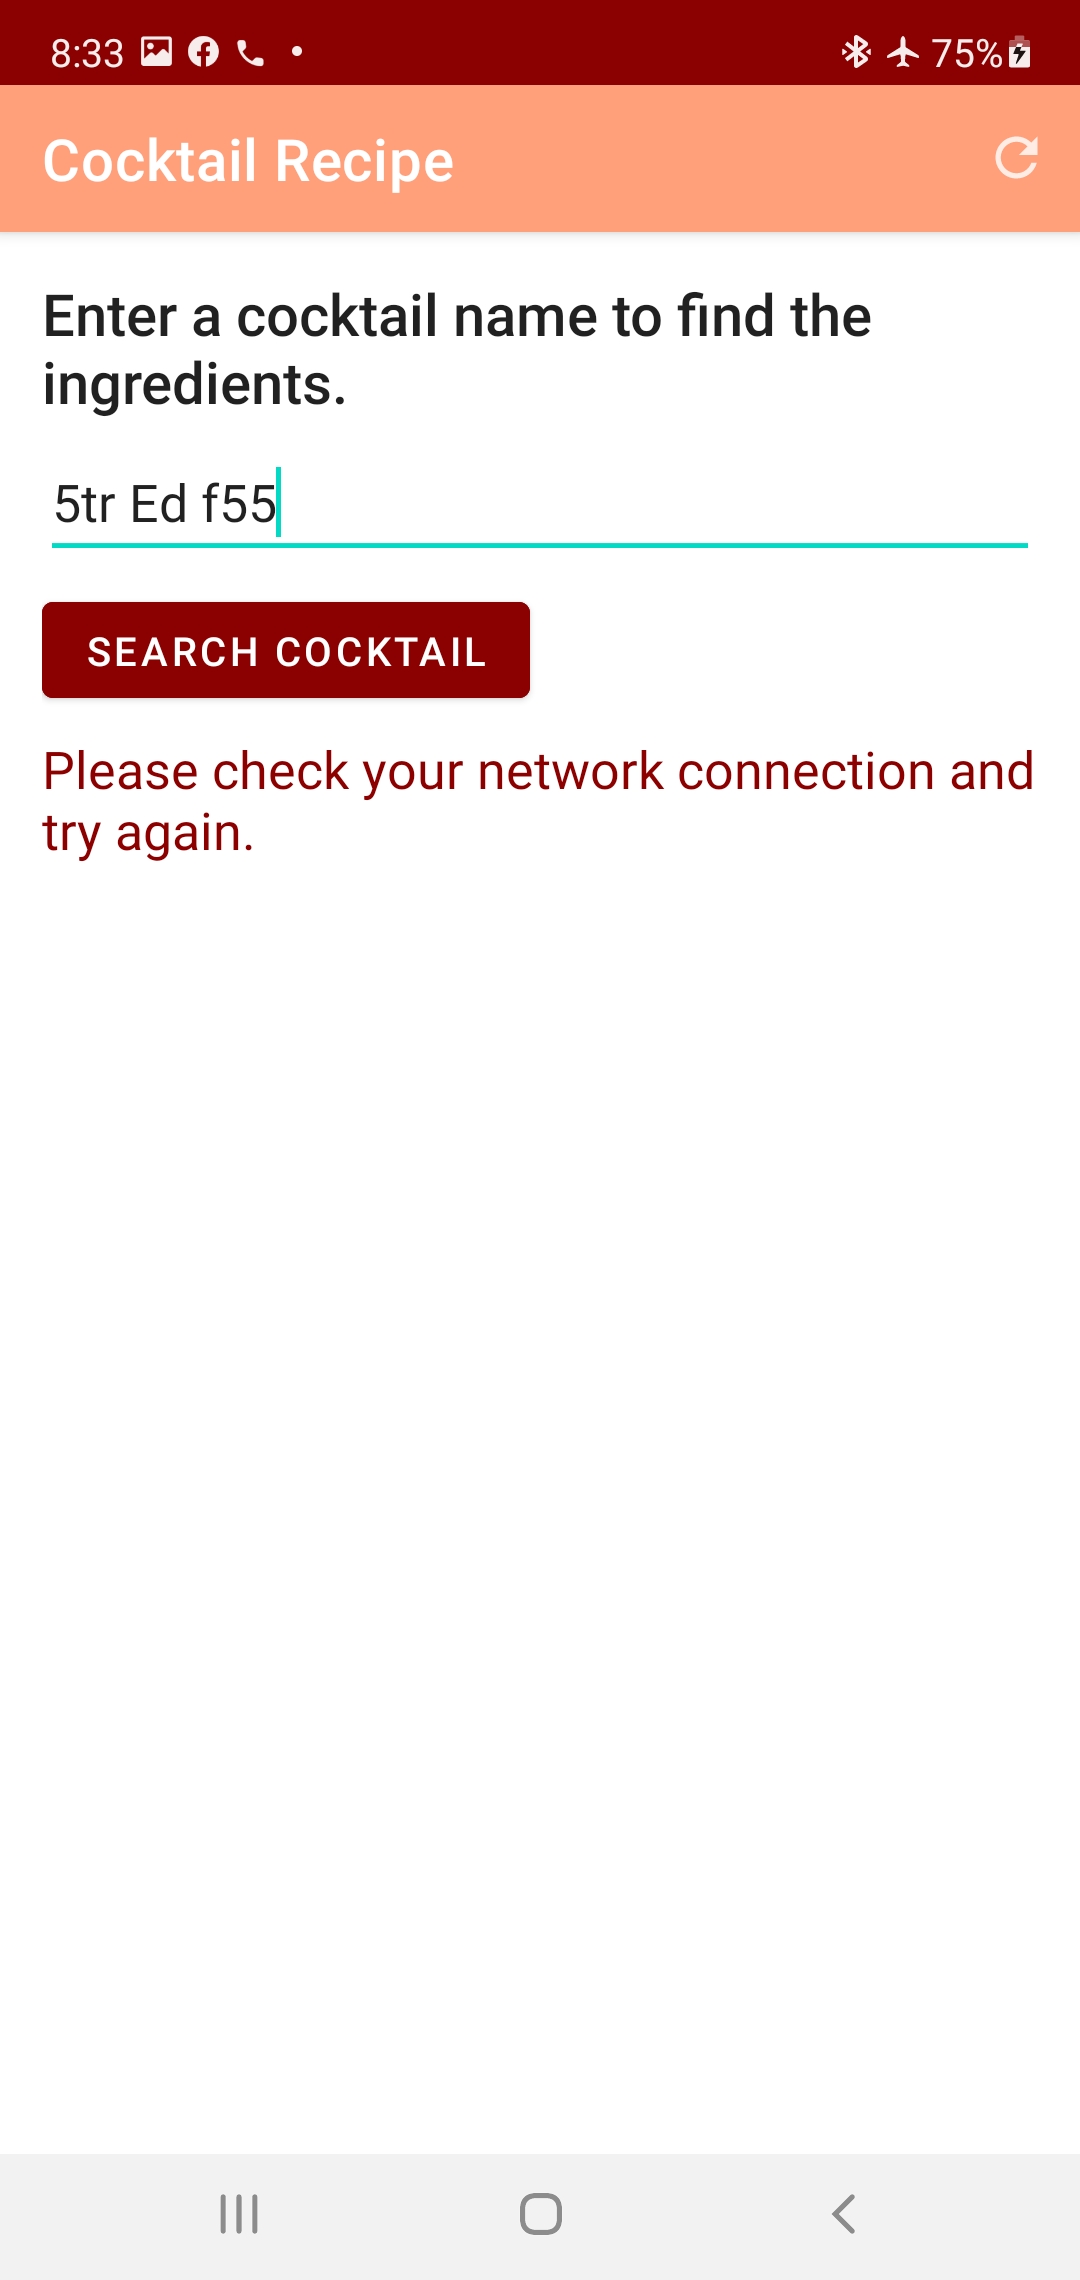 8:33
75%
Cocktail Recipe
Enter a cocktail name to find the
ingredients.
5tr Ed f55
SEARCH COCKTAIL
Please check your network connection and
try again.